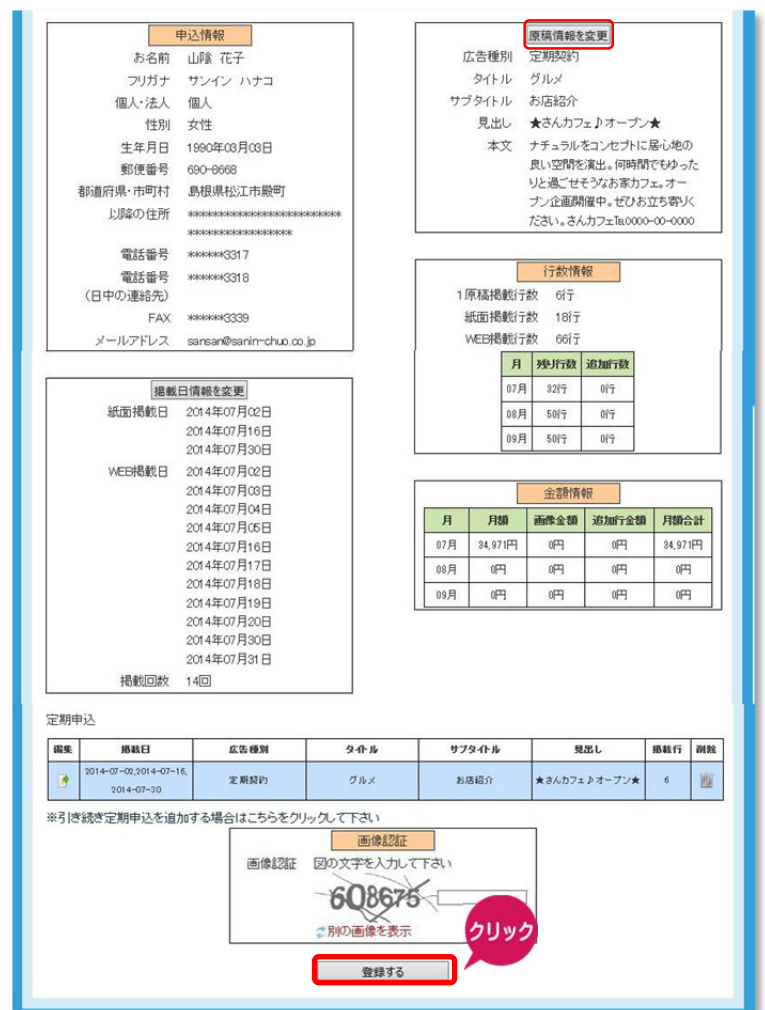 申込情報
お名前 山陰 花子
フリガナ サンイン ハナコ
個人・法人 個人
性別 女性
生年月日 1990年03月03日
郵便番号 690-8668
都道府県・市町村 島根県松江市殿町
以降の住所 ****************************
*******************
電話番号 ******3317
電話番号 ******3318
(日中の連絡先)
FAX ******3339
メールアドレス sansan@sanin-chuo.co.jp
掲載日情報を変更
紙面掲載日 2014年07月02日
2014年07月16日
2014年07月30日
WEB掲載日 2014年07月02日
2014年07月03日
2014年07月04日
2014年07月05日
2014年07月16日
2014年07月17日
2014年07月18日
2014年07月19日
2014年07月20日
2014年07月30日
2014年07月31日
掲載回数 14回
原稿情報を変更
広告種別 定期契約
タイトル グルメ
サブタイトル お店紹介
見出し ★さんカフェ♪オープン★
本文 ナチュラルをコンセプトに居心地の
良い空間を演出。何時間でもゆった
りと過ごせそうなお家カフェ。オー
プン企画開催中。ぜひお立ち寄りく
ださい。さんカフェ℡0000-00-0000
行数情報
1原稿掲載行数 6行
紙面掲載行数 18行
WEB掲載行数 66行
月 残り行数 追加行数
07月 32行 0行
08月 50行 0行
09月 50行 0行
金額情報
月 月額 画像金額 追加行金額 月額合計
07月 34,971円 0円 0円 34,971円
08月 0円 0円 0円 0円
09月 0円 0円 0円 0円
定期申込
編集 掲載日 広告種別 タイトル サブタイトル 見出し 掲載行 削除
2014-07-02,2014-07-16,
2014-07-30 定期契約 グルメ お店紹介 ★さんカフェ♪オープン★ 6
※引き続き定期申込を追加する場合はこちらをクリックして下さい
画像認証
画像認証 図の文字を入力して下さい
608675
別の画像を表示
クリック
登録する